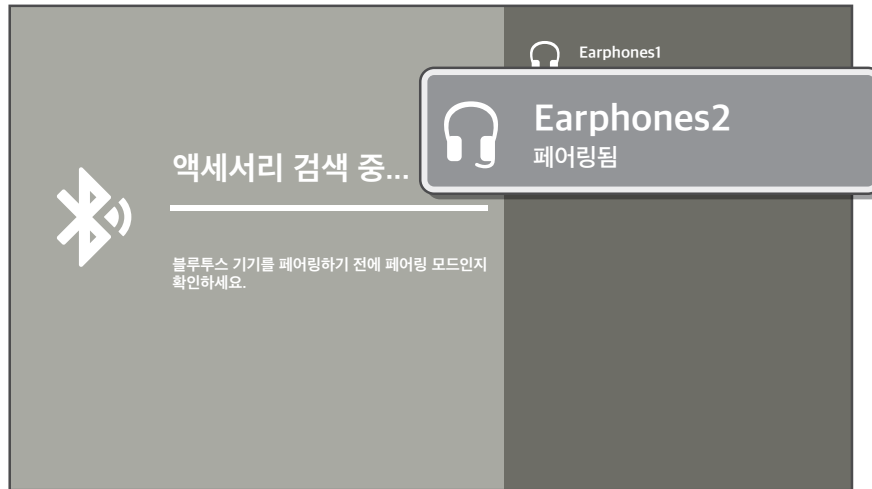 액세서리 검색 중...
블루투스 기기를 페어링하기 전에 페어링 모드인지
확인하세요.
Earphones1
Earphones2
페어링됨